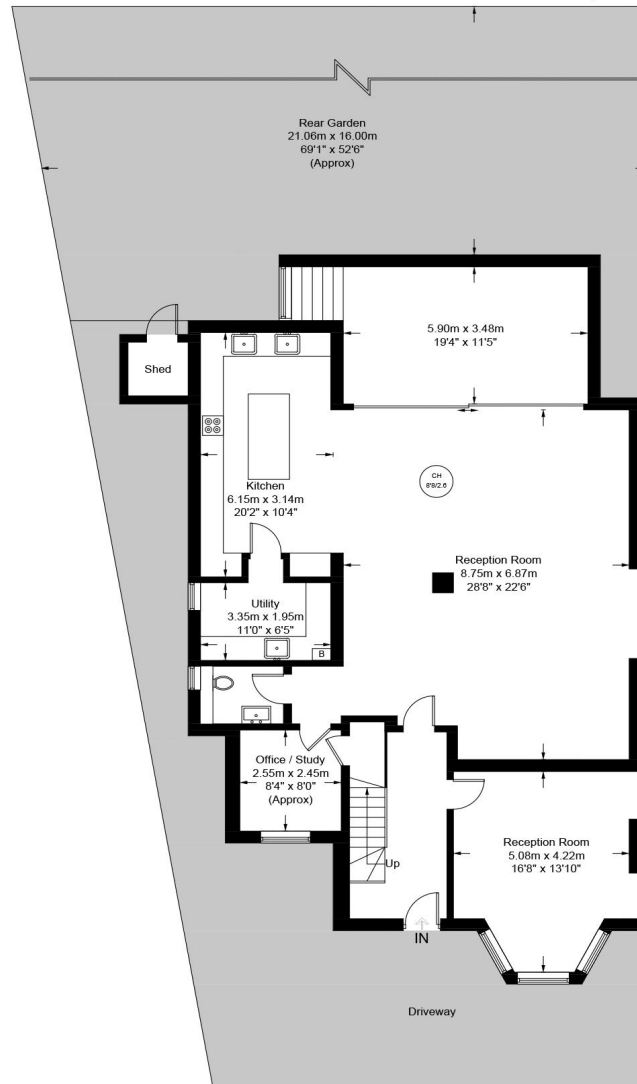 Rear Garden
21.06m x 16.00m
69'1" x 52'6"
(Approx)
5.90m x 3.48m
19'4" x 11'5"
Shed
CH
8'8/2.6
Kitchen
6.15m x 3.14m
20'2" x 10'4"
Reception Room
8.75m x 6.87m
28'8" x 22'6"
Utility
3.35m x 1.95m
11'0" x 6'5"
B
Office / Study
2.55m x 2.45m
8'4" x 8'0"
(Approx)
Reception Room
5.08m x 4.22m
16'8" x 13'10"
Up
IN
Driveway